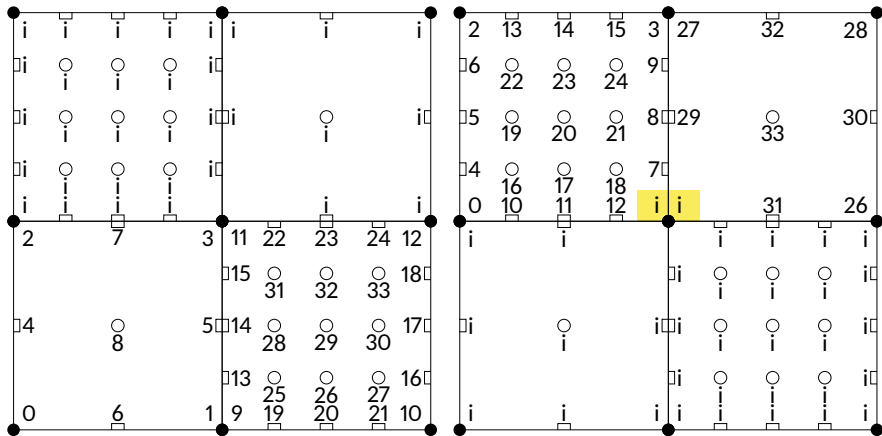 i i i i i i i i 2 13 14 15 3 27 32 28
i i 6 9
i i i 22 23 24
i i i i 5 8 29 30
i i i i 19 20 21 33
i i 4 7
i i i 16 17 18
i i i i i i i i 0 10 11 12 i i 31 26
2 7 3 11 22 23 24 12 i i i i i i i
15 18 i i
31 32 33 i i i
4 5 14 17 i i i i
8 28 29 30 i i i i
13 16 i i
25 26 27 i i i
0 6 1 9 19 20 21 10 i i i i i i i i